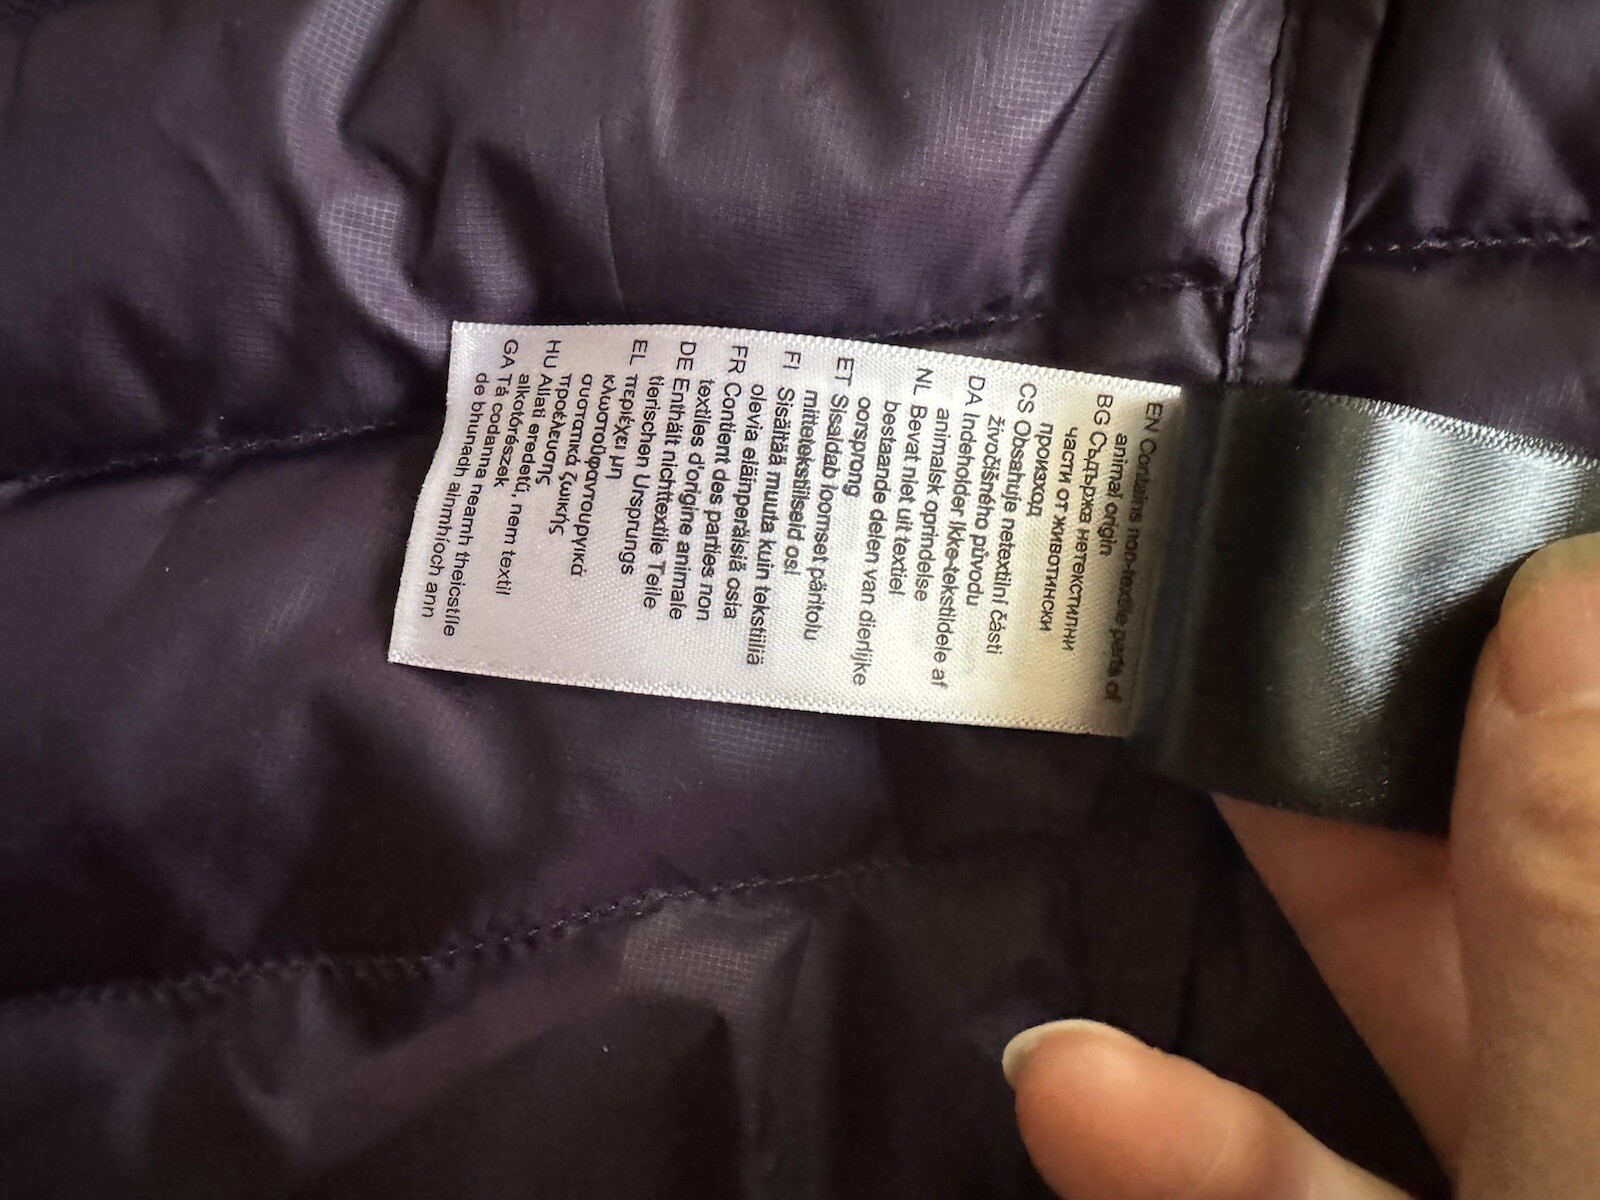 EN Contains non-textile parts of
animal origin
BG Съдържа нетекстилни
части от животински
произход
CS Obsahuje netextilní části
živočišného původu
DA Indeholder ikke-tekstildele af
animalsk oprindelse
NL Bevat niet uit textiel
bestaande delen van dierlijke
oorsprong
ET Sisaldab loomset päritolu
mittetekstiilseid osi
FI Sisältää muuta kuin tekstiiliä
olevia eläinperäisiä osia
FR Contient des parties non
textiles d'origine animale
DE Enthält nichttextile Teile
tierischen Ursprungs
EL περιέχει μη
κλωστοϋφαντουργικά
συστατικά ζωικής
προέλευσης
HU Állati eredetű, nem textil
alkotórészek
GA Tá codanna neamh theicstíle
de bhunadh ainmhíoch ann